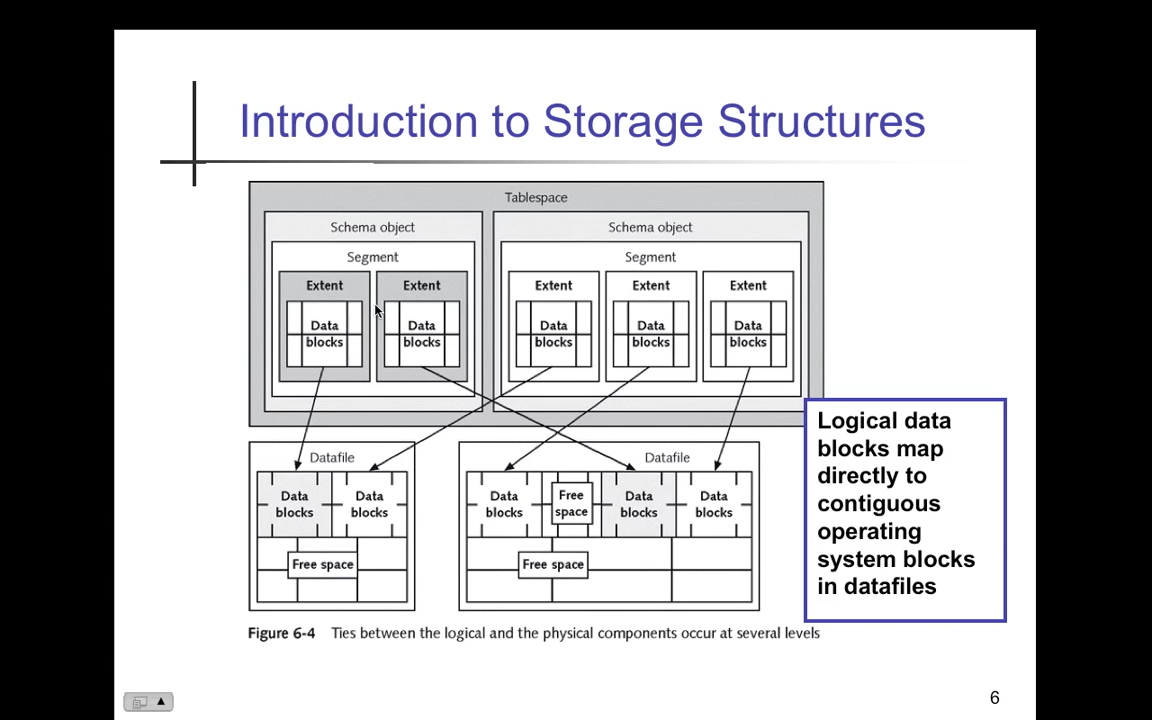 Introduction to Storage Structures
Tablespace
Schema object
Schema object
Segment
Segment
Extent
Extent
Extent
Extent
Extent
Data
blocks
Data
blocks
Data
blocks
Data
blocks
Data
blocks
Datafile
Datafile
Data
blocks
Data
blocks
Data
blocks
Free
space
Data
blocks
Data
blocks
Free space
Free space
Logical data
blocks map
directly to
contiguous
operating
system blocks
in datafiles
Figure 6-4 Ties between the logical and the physical components occur at several levels
6